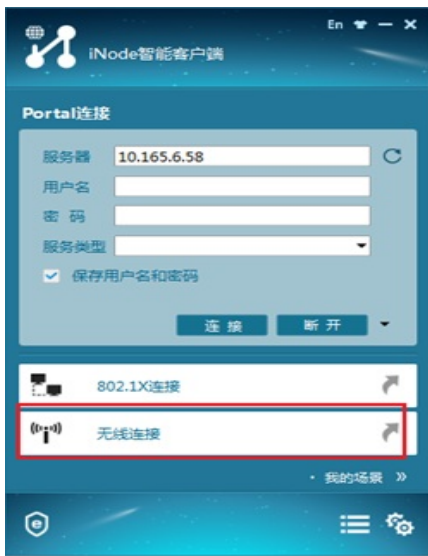 En
iNode智能客户端
Portal连接
服务器 10.165.6.58
用户名
密 码
服务类型
保存用户名和密码
连 接 断 开
802.1X连接
无线连接
· 我的场景 »
e